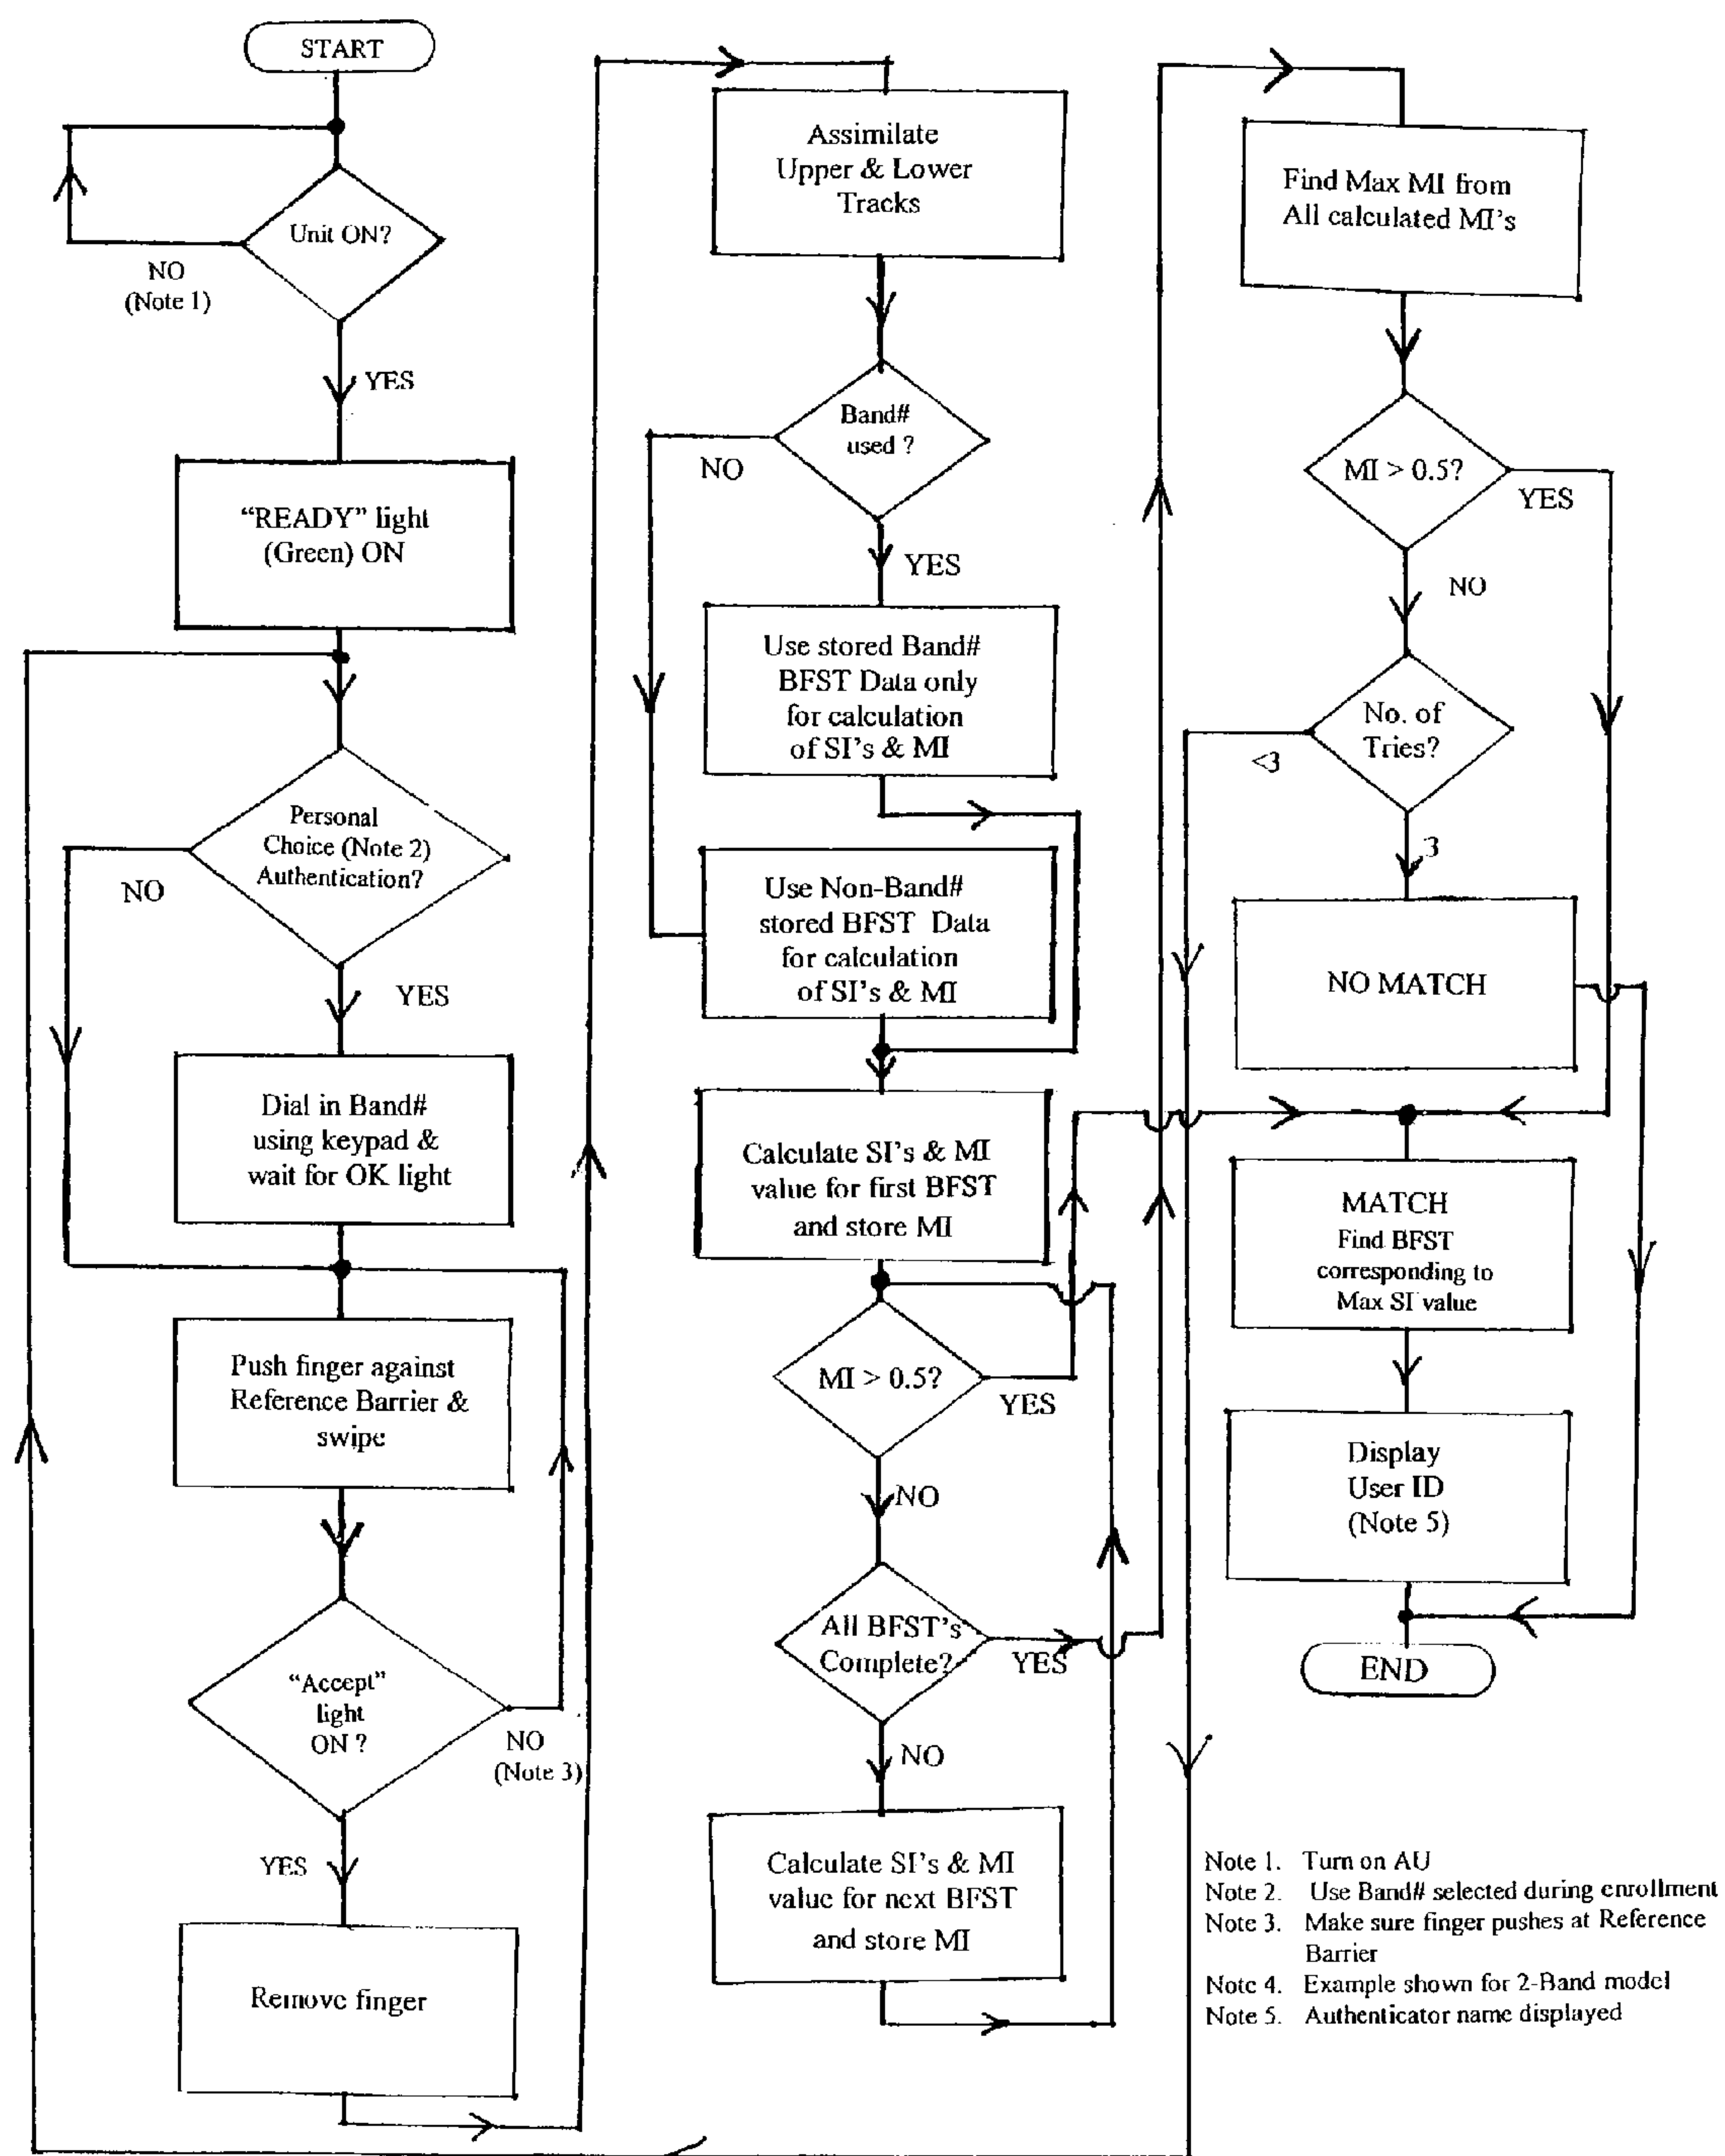 START
Unit ON?
NO
(Note 1)
YES
“READY” light
(Green) ON
Personal
Choice (Note 2)
Authentication?
NO
YES
Dial in Band#
using keypad &
wait for OK light
Push finger against
Reference Barrier &
swipe
“Accept”
light
ON ?
NO
(Note 3)
YES
Remove finger
Assimilate
Upper & Lower
Tracks
Band#
used ?
NO
YES
Use stored Band#
BFST Data only
for calculation
of SI's & MI
Use Non-Band#
stored BFST Data
for calculation
of SI's & MI
Calculate SI's & MI
value for first BFST
and store MI
MI > 0.5?
YES
NO
All BFST's
Complete?
YES
NO
Calculate SI's & MI
value for next BFST
and store MI
Find Max MI from
All calculated MI's
MI > 0.5?
YES
NO
No. of
Tries?
<3
3
NO MATCH
MATCH
Find BFST
corresponding to
Max SI value
Display
User ID
(Note 5)
END
Note 1. Turn on AU
Note 2. Use Band# selected during enrollment
Note 3. Make sure finger pushes at Reference
Barrier
Note 4. Example shown for 2-Band model
Note 5. Authenticator name displayed